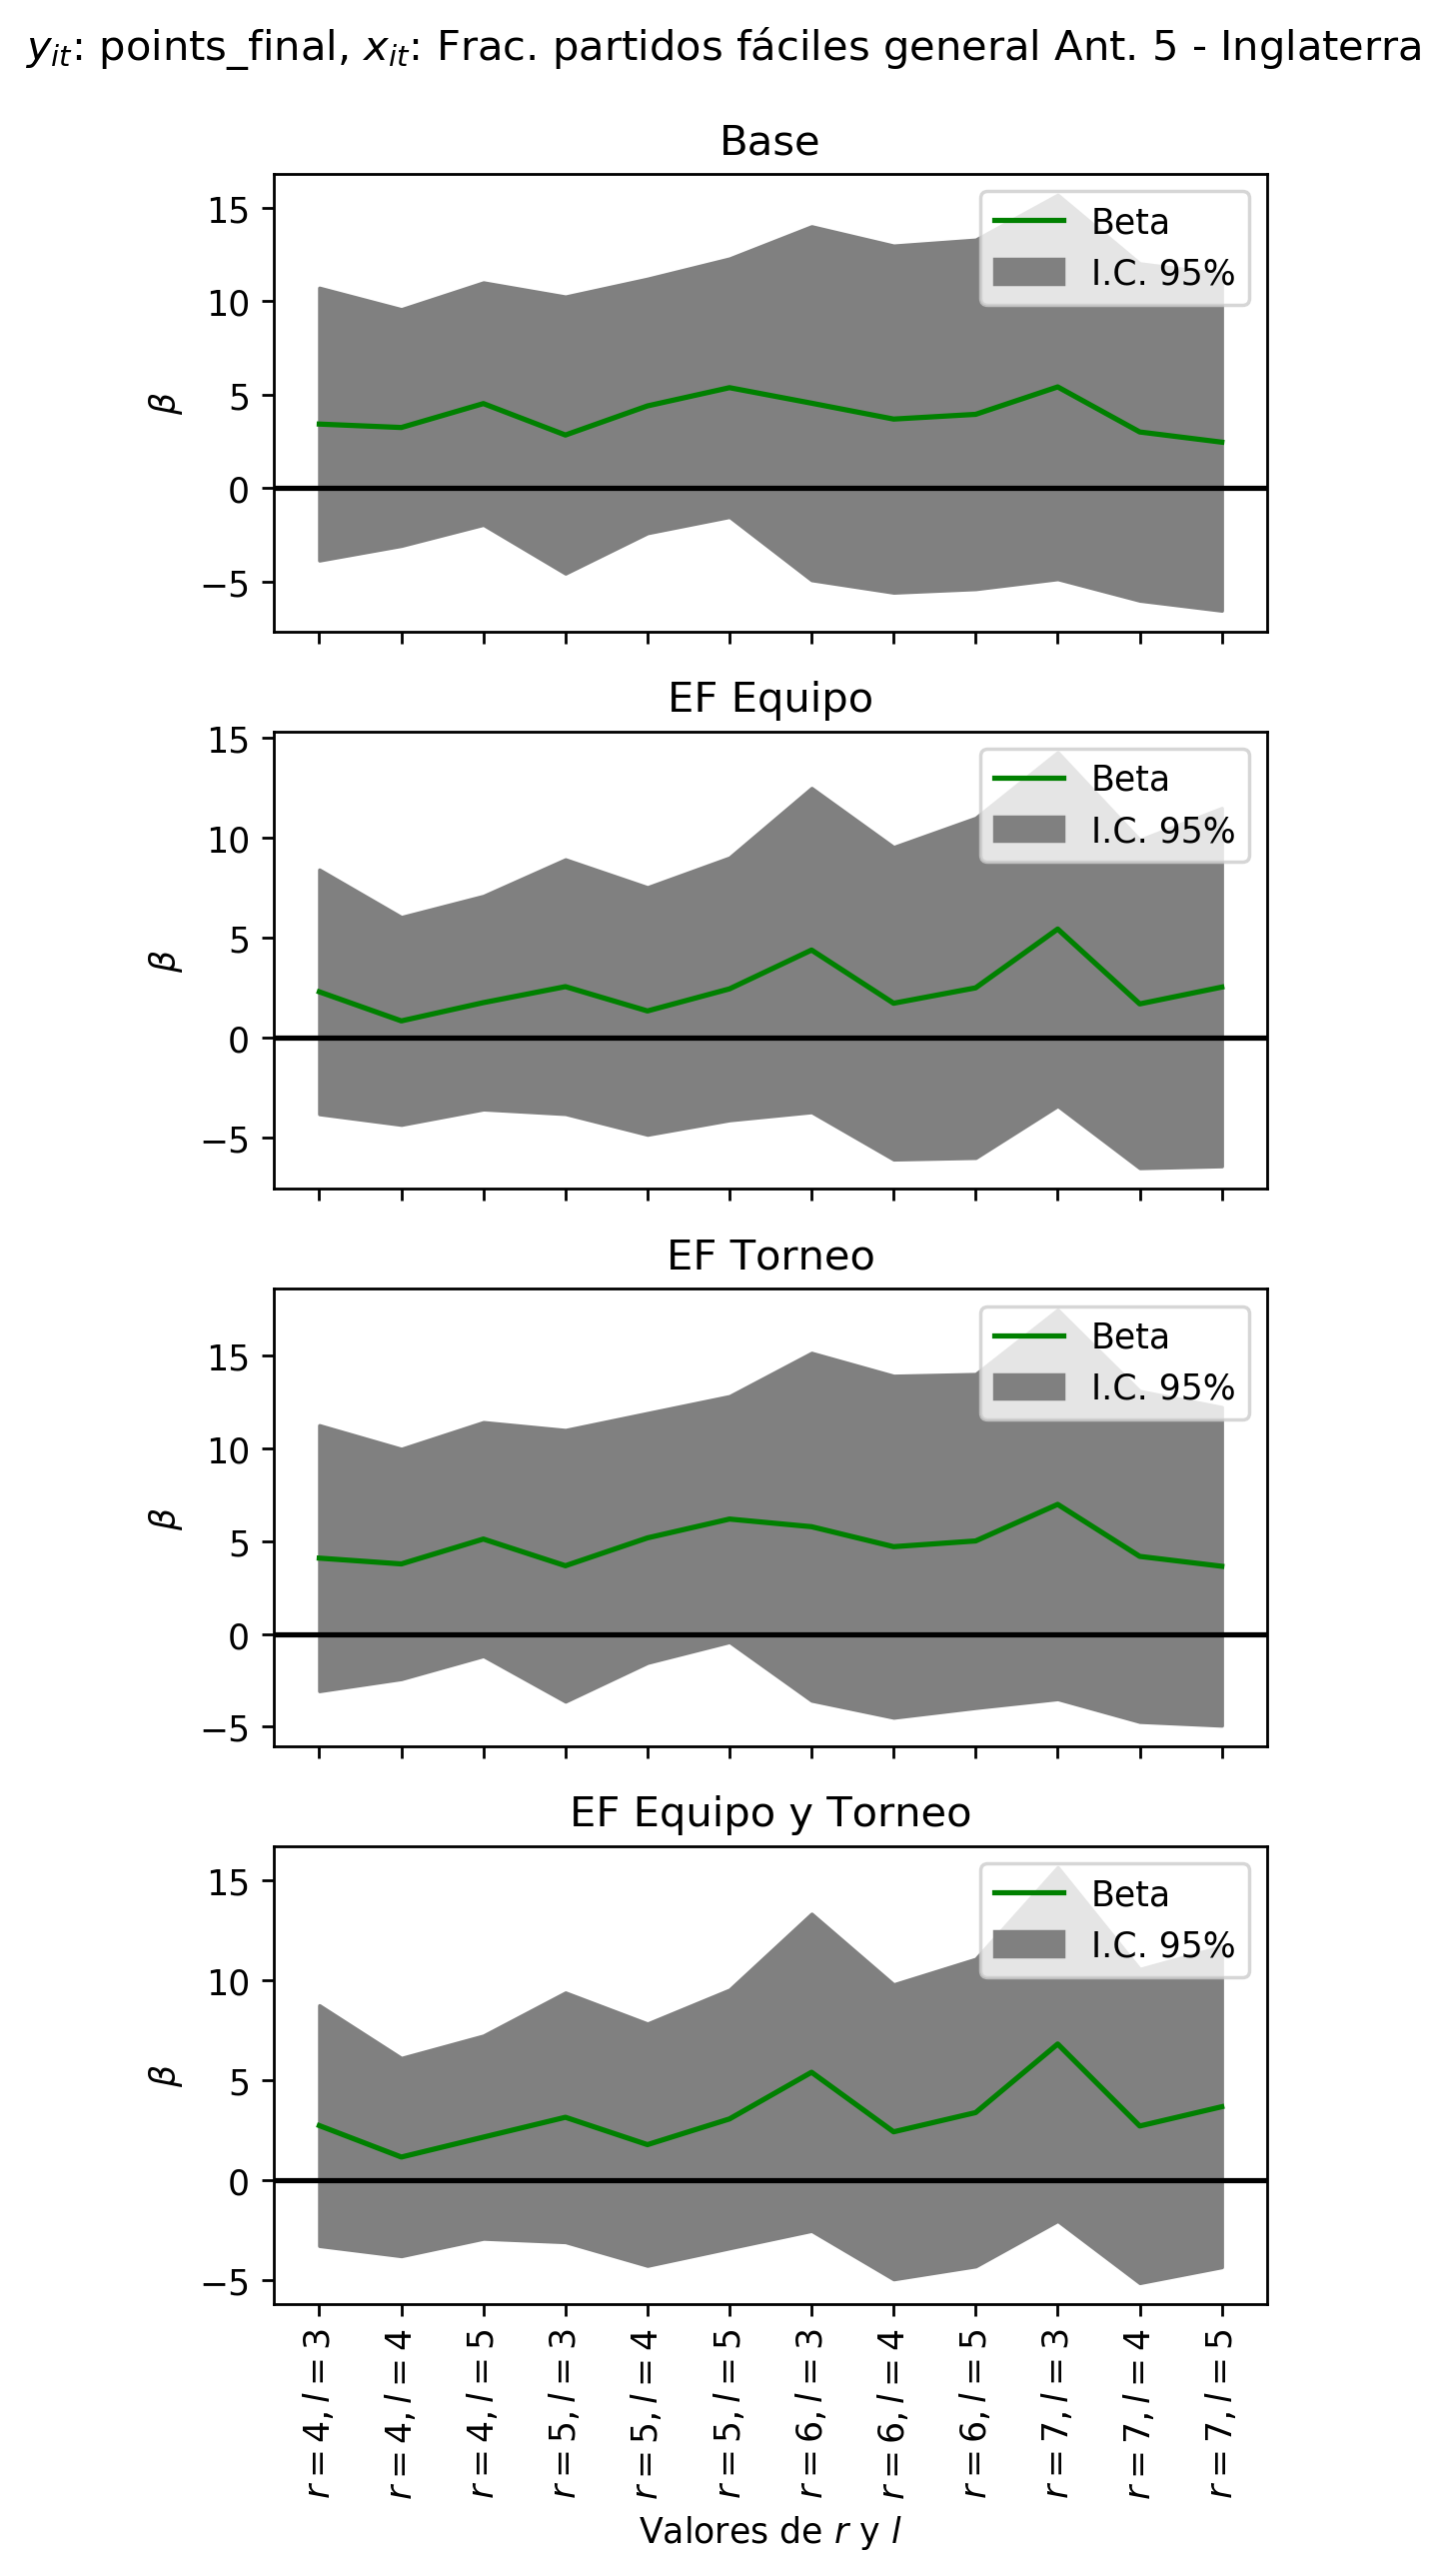 y_it: points_final, x_it: Frac. partidos fáciles general Ant. 5 - Inglaterra
Base
15
10
5
0
−5
β
Beta
I.C. 95%
EF Equipo
15
10
5
0
−5
β
Beta
I.C. 95%
EF Torneo
15
10
5
0
−5
β
Beta
I.C. 95%
EF Equipo y Torneo
15
10
5
0
−5
β
Beta
I.C. 95%
r = 4, l = 3
r = 4, l = 4
r = 4, l = 5
r = 5, l = 3
r = 5, l = 4
r = 5, l = 5
r = 6, l = 3
r = 6, l = 4
r = 6, l = 5
r = 7, l = 3
r = 7, l = 4
r = 7, l = 5
Valores de r y l